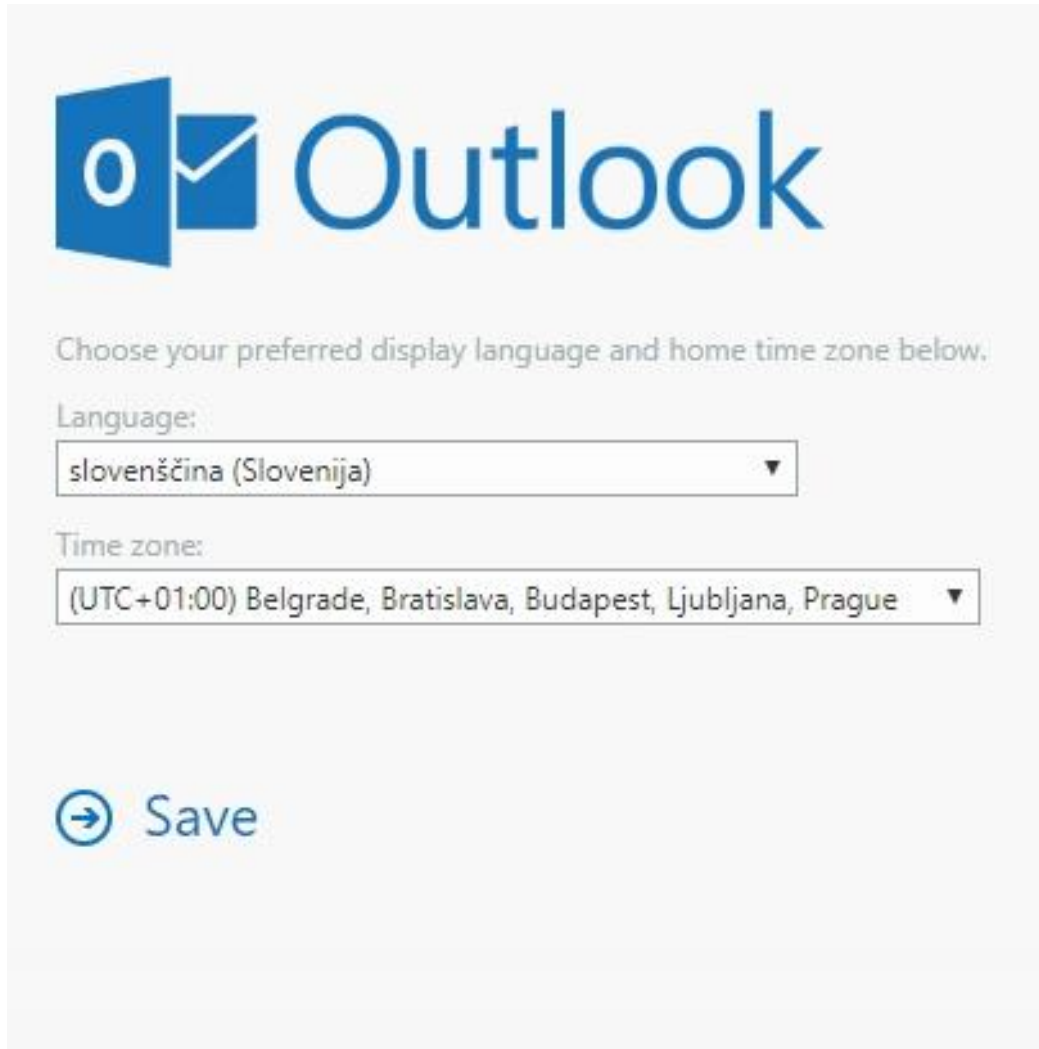 Outlook
Choose your preferred display language and home time zone below.
Language:
slovenščina (Slovenija)
Time zone:
(UTC+01:00) Belgrade, Bratislava, Budapest, Ljubljana, Prague
Save